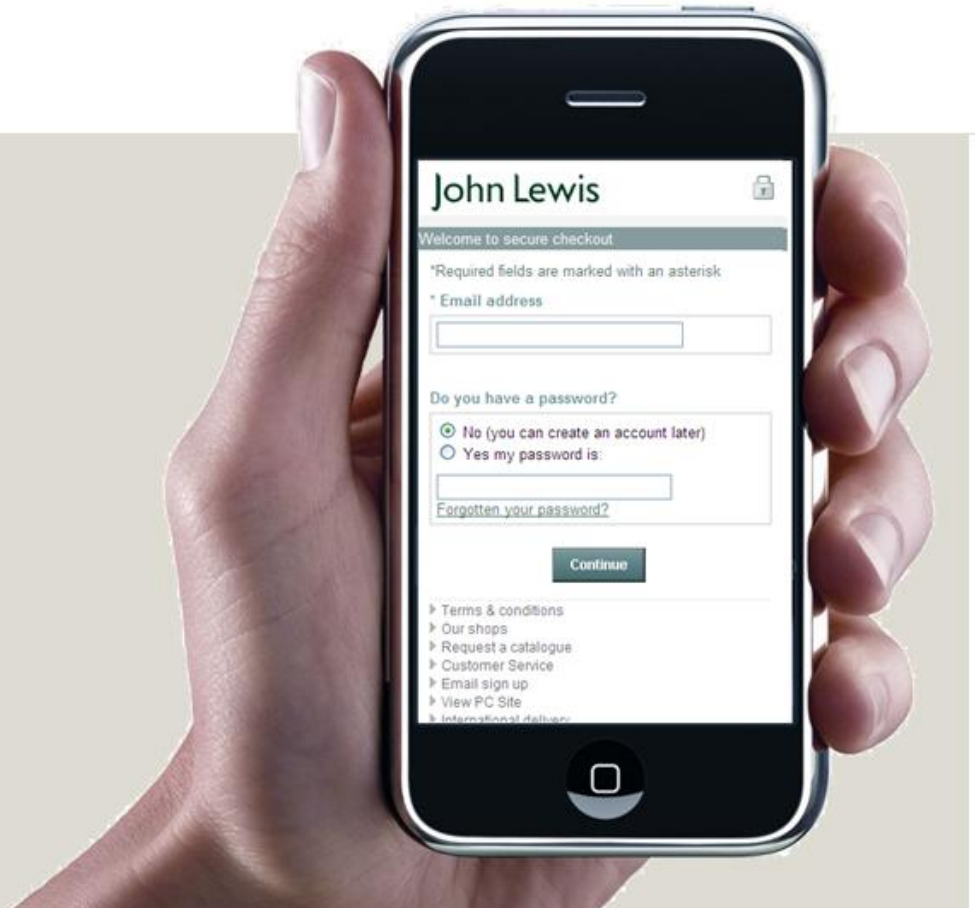 John Lewis
Welcome to secure checkout
*Required fields are marked with an asterisk
* Email address
Do you have a password?
No (you can create an account later)
Yes my password is:
Forgotten your password?
Continue
Terms & conditions
Our shops
Request a catalogue
Customer Service
Email sign up
View PC Site
International delivery